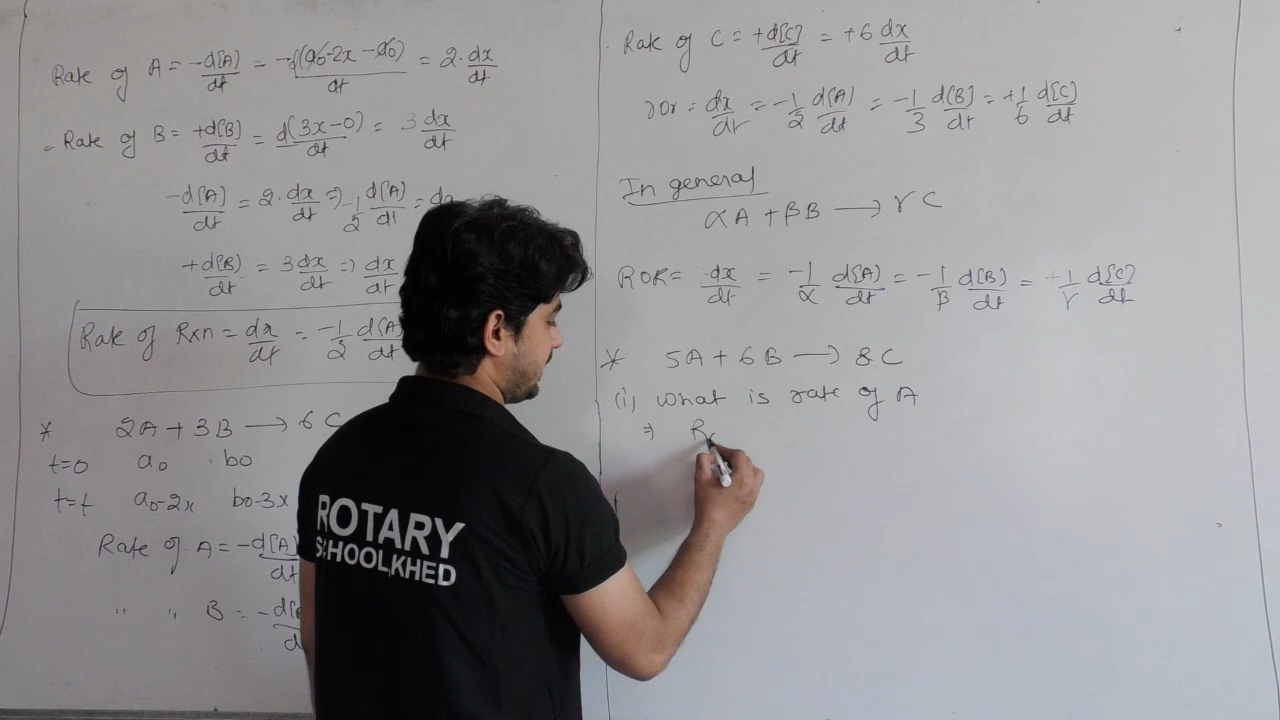 Rate of A = -d[A]/dt = -d(a0-2x-a0)/dt = 2·dx/dt
Rate of B = +d[B]/dt = d(3x-0)/dt = 3 dx/dt
-d[A]/dt = 2·dx/dt ⇒ -1/2 d[A]/dt =
+d[B]/dt = 3 dx/dt ⇒ dx/dt
Rate of Rxn = dx/dt = -1/2 d[A]/dt
* 2A + 3B → 6C
t=0 a0 b0
t=t a0-2x b0-3x
Rate of A = -d[A]/dt
" " B = -d[
Rate of C = +d[C]/dt = +6 dx/dt
ror = dx/dt = -1/2 d[A]/dt = -1/3 d[B]/dt = +1/6 d[C]/dt
In general
αA + βB → γC
ROR = dx/dt = -1/α d[A]/dt = -1/β d[B]/dt = +1/γ d[C]/dt
* 5A + 6B → 8C
(i) What is rate of A
⇒
ROTARY
SCHOOL,KHED